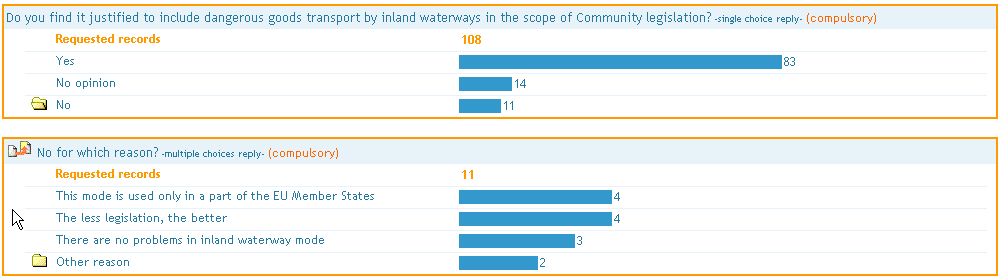 Do you find it justified to include dangerous goods transport by inland waterways in the scope of Community legislation? -single choice reply- (compulsory)
Requested records 108
Yes 83
No opinion 14
No 11
No for which reason? -multiple choices reply- (compulsory)
Requested records 11
This mode is used only in a part of the EU Member States 4
The less legislation, the better 4
There are no problems in inland waterway mode 3
Other reason 2